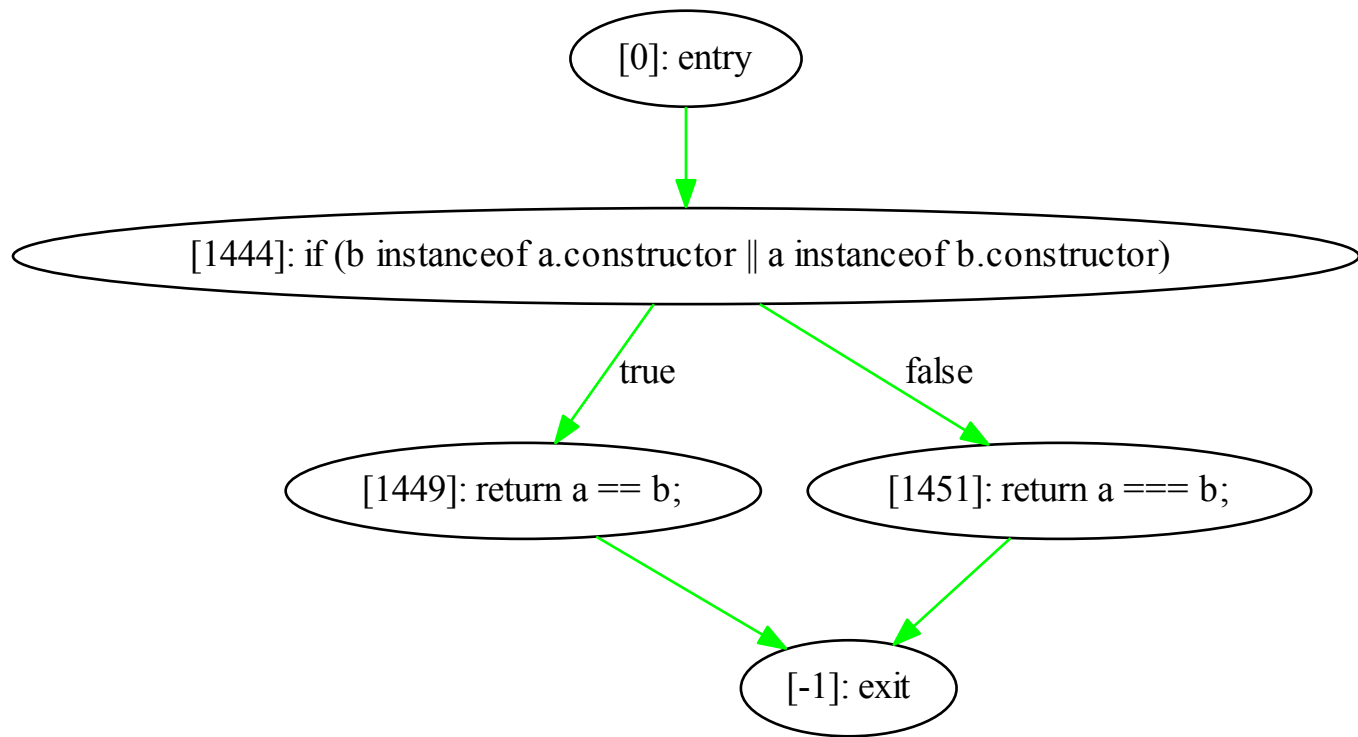 [0]: entry
[1444]: if (b instanceof a.constructor || a instanceof b.constructor)
true
false
[1449]: return a == b;
[1451]: return a === b;
[-1]: exit